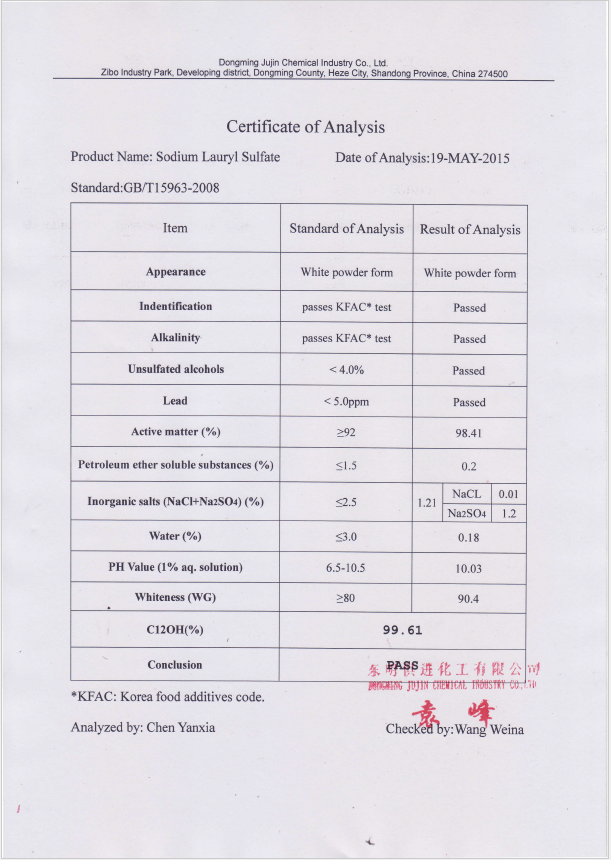 Dongming Jujin Chemical Industry Co., Ltd.
Zibo Industry Park, Developing district, Dongming County, Heze City, Shandong Province, China 274500
Certificate of Analysis
Product Name: Sodium Lauryl Sulfate Date of Analysis:19-MAY-2015
Standard:GB/T15963-2008
Item Standard of Analysis Result of Analysis
Appearance White powder form White powder form
Indentification passes KFAC* test Passed
Alkalinity passes KFAC* test Passed
Unsulfated alcohols < 4.0% Passed
Lead < 5.0ppm Passed
Active matter (%) ≥92 98.41
Petroleum ether soluble substances (%) ≤1.5 0.2
Inorganic salts (NaCl+Na2SO4) (%) ≤2.5 1.21 NaCL 0.01
Na2SO4 1.2
Water (%) ≤3.0 0.18
PH Value (1% aq. solution) 6.5-10.5 10.03
Whiteness (WG) ≥80 90.4
C12OH(%) 99.61
Conclusion PASS
东明俱进化工有限公司
DONGMING JUJIN CHEMICAL INDUSTRY CO.,LTD
*KFAC: Korea food additives code.
袁峰
Analyzed by: Chen Yanxia Checked by:Wang Weina